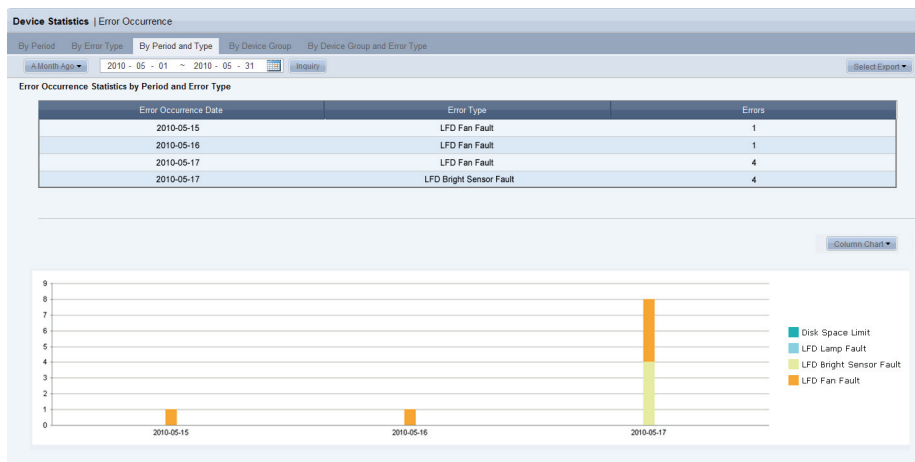 Device Statistics | Error Occurrence
By Period By Error Type By Period and Type By Device Group By Device Group and Error Type
A Month Ago 2010 - 05 - 01 ~ 2010 - 05 - 31 Inquiry Select Export
Error Occurrence Statistics by Period and Error Type
Error Occurrence Date Error Type Errors
2010-05-15 LFD Fan Fault 1
2010-05-16 LFD Fan Fault 1
2010-05-17 LFD Fan Fault 4
2010-05-17 LFD Bright Sensor Fault 4
Column Chart
9
8
7
6
5
4
3
2
1
0
2010-05-15 2010-05-16 2010-05-17
Disk Space Limit
LFD Lamp Fault
LFD Bright Sensor Fault
LFD Fan Fault